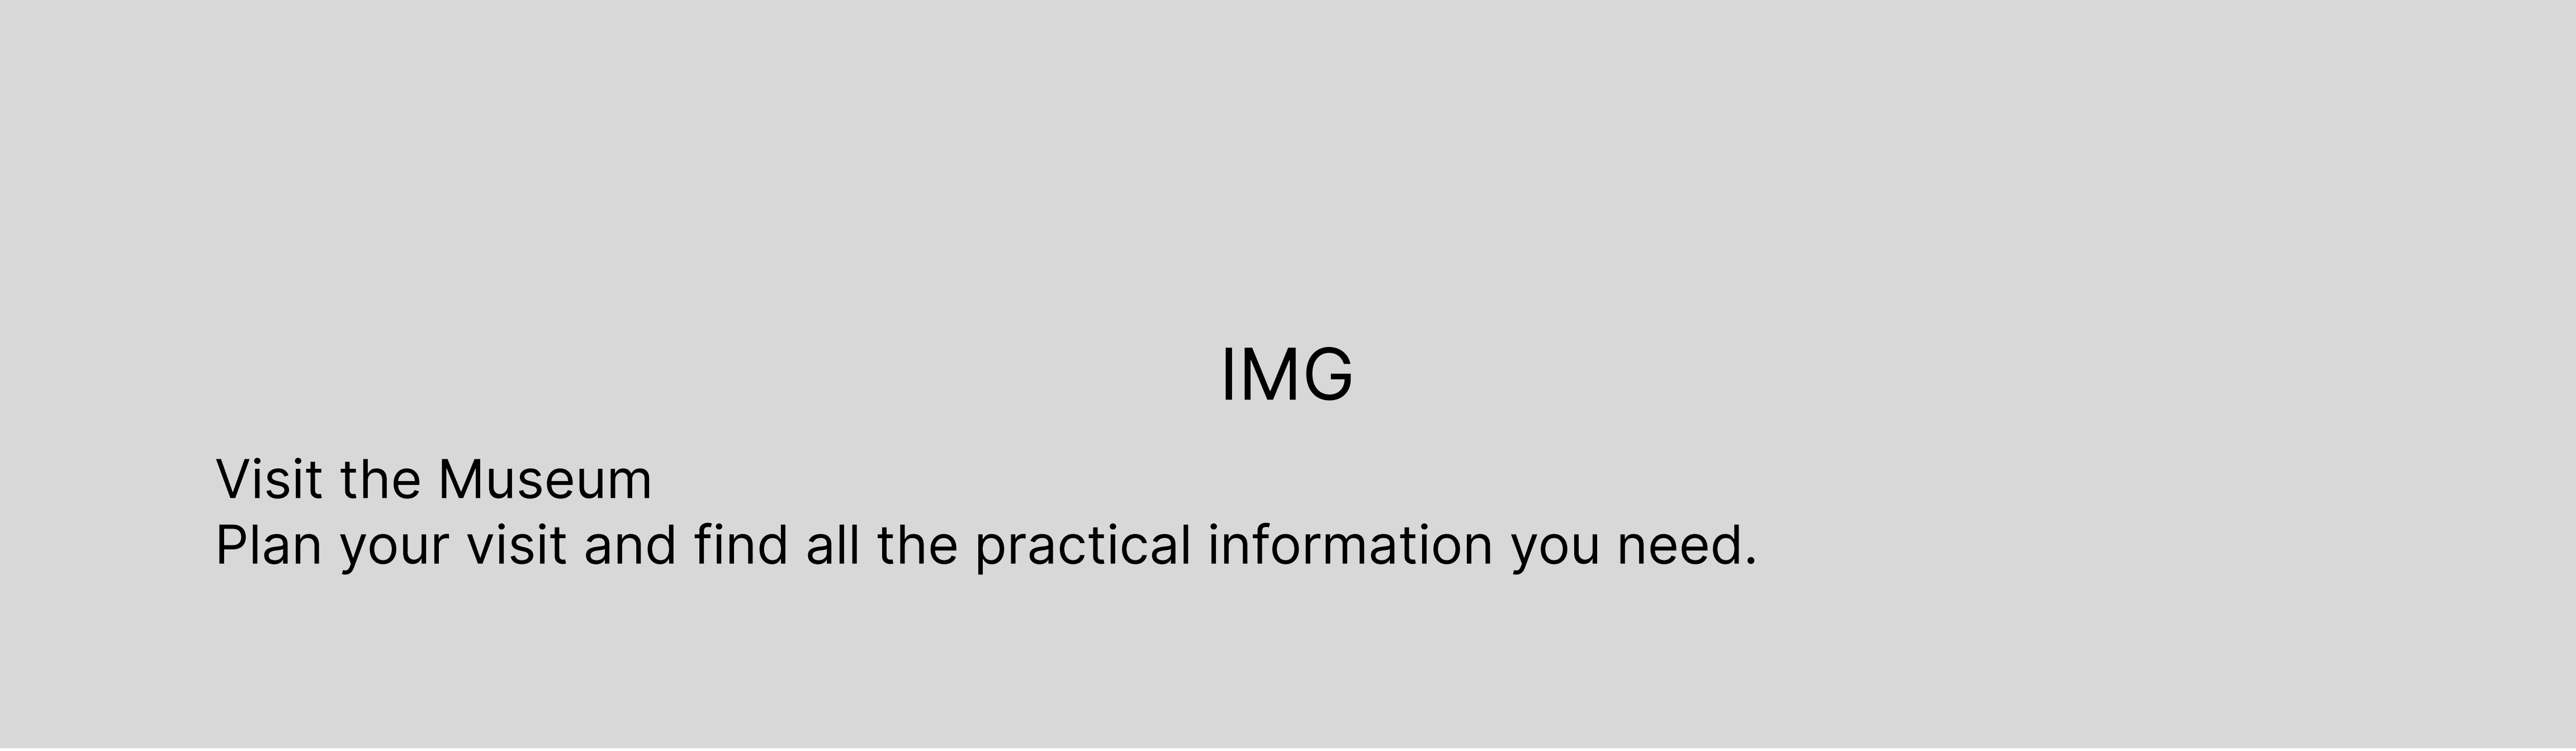 IMG
Visit the Museum
Plan your visit and find all the practical information you need.